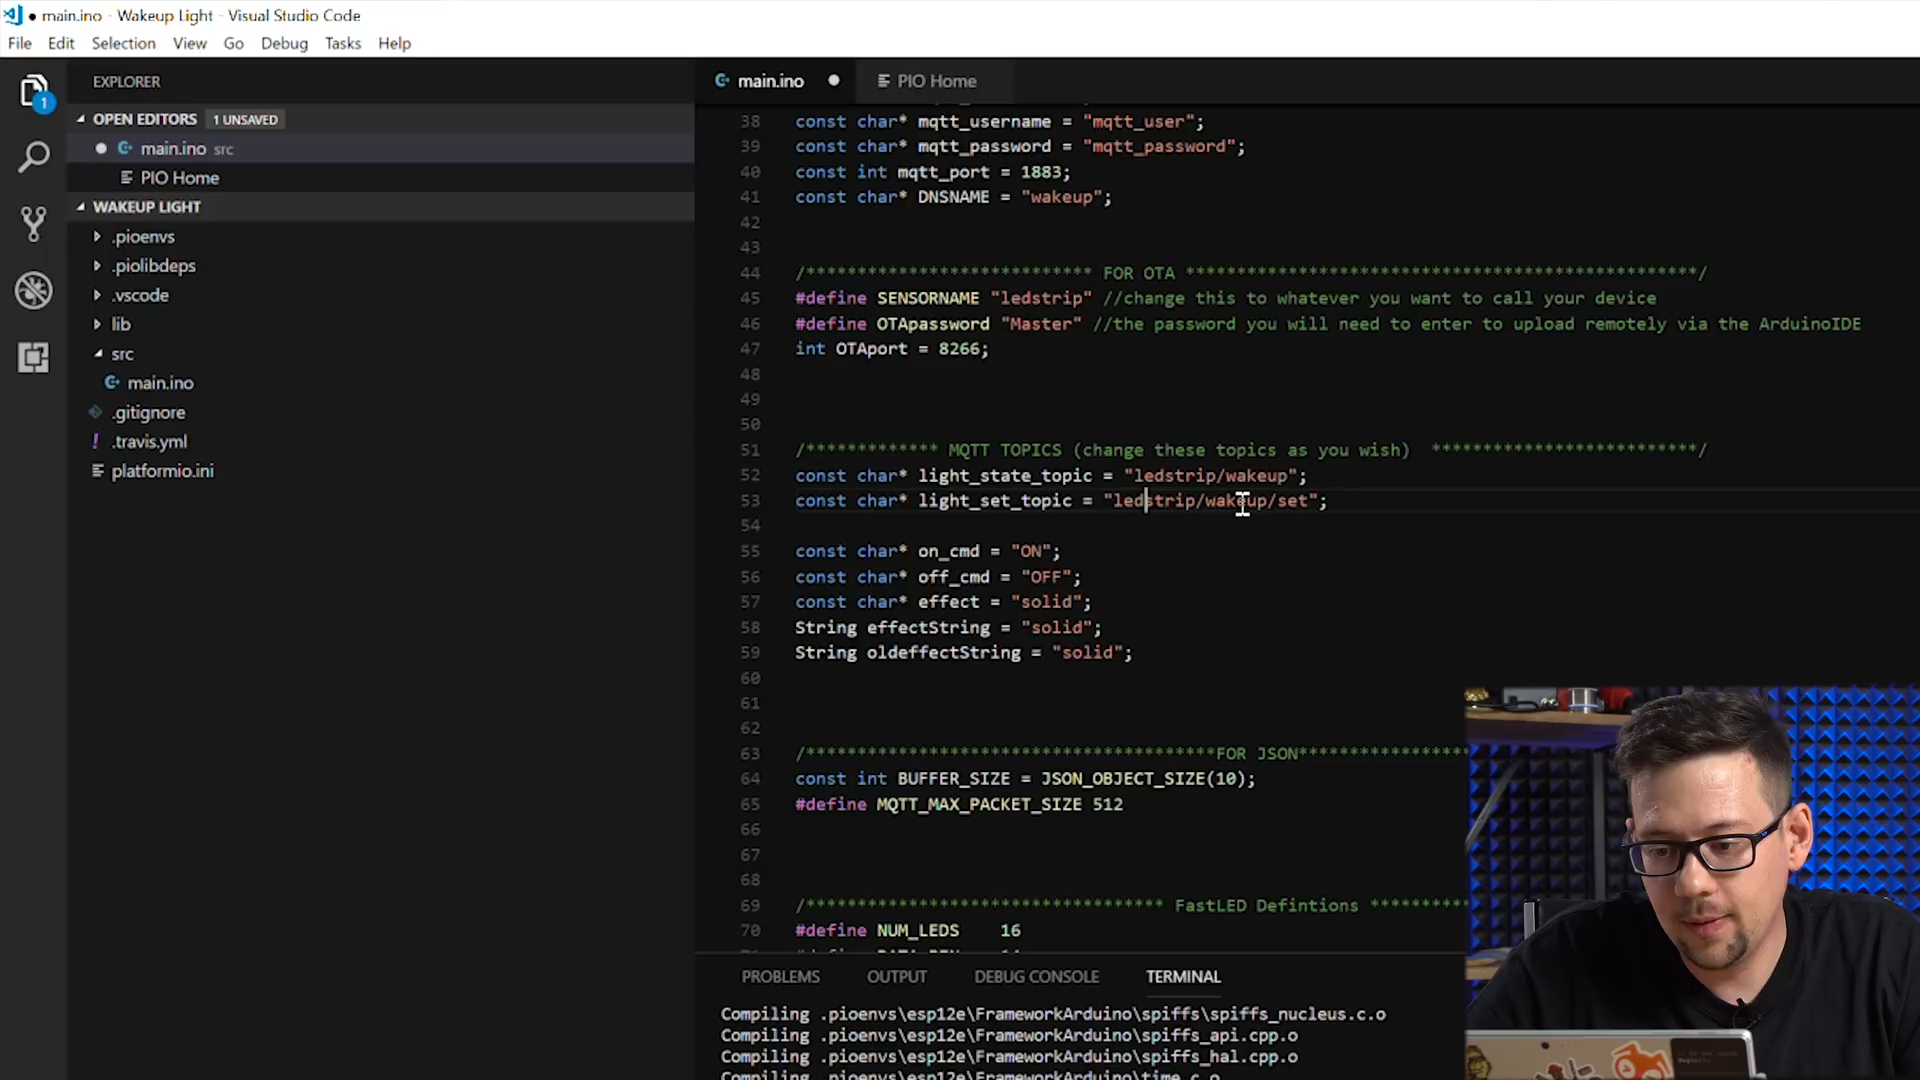 ● main.ino - Wakeup Light - Visual Studio Code
File Edit Selection View Go Debug Tasks Help
EXPLORER
OPEN EDITORS 1 UNSAVED
main.ino src
PIO Home
WAKEUP LIGHT
.pioenvs
.piolibdeps
.vscode
lib
src
main.ino
.gitignore
! .travis.yml
platformio.ini
1
main.ino ● PIO Home
38 const char* mqtt_username = "mqtt_user";
39 const char* mqtt_password = "mqtt_password";
40 const int mqtt_port = 1883;
41 const char* DNSNAME = "wakeup";
42
43
44 /**************************** FOR OTA **************************************************/
45 #define SENSORNAME "ledstrip" //change this to whatever you want to call your device
46 #define OTApassword "Master" //the password you will need to enter to upload remotely via the ArduinoIDE
47 int OTAport = 8266;
48
49
50
51 /************* MQTT TOPICS (change these topics as you wish) **************************/
52 const char* light_state_topic = "ledstrip/wakeup";
53 const char* light_set_topic = "ledstrip/wakeup/set";
54
55 const char* on_cmd = "ON";
56 const char* off_cmd = "OFF";
57 const char* effect = "solid";
58 String effectString = "solid";
59 String oldeffectString = "solid";
60
61
62
63 /****************************************FOR JSON*****************
64 const int BUFFER_SIZE = JSON_OBJECT_SIZE(10);
65 #define MQTT_MAX_PACKET_SIZE 512
66
67
68
69 /*********************************** FastLED Defintions **********
70 #define NUM_LEDS 16
PROBLEMS OUTPUT DEBUG CONSOLE TERMINAL
Compiling .pioenvs\esp12e\FrameworkArduino\spiffs\spiffs_nucleus.c.o
Compiling .pioenvs\esp12e\FrameworkArduino\spiffs_api.cpp.o
Compiling .pioenvs\esp12e\FrameworkArduino\spiffs_hal.cpp.o
Compiling .pioenvs\esp12e\FrameworkArduino\time.c.o